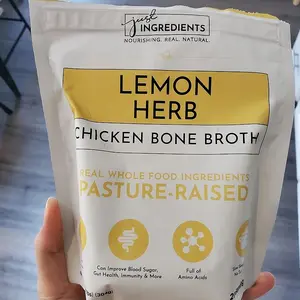 just
INGREDIENTS
NOURISHING. REAL. NATURAL.
LEMON
HERB
CHICKEN BONE BROTH
REAL WHOLE FOOD INGREDIENTS
PASTURE-RAISED
Can Improve Blood Sugar,
Gut Health, Immunity & More
Full of
Amino Acids